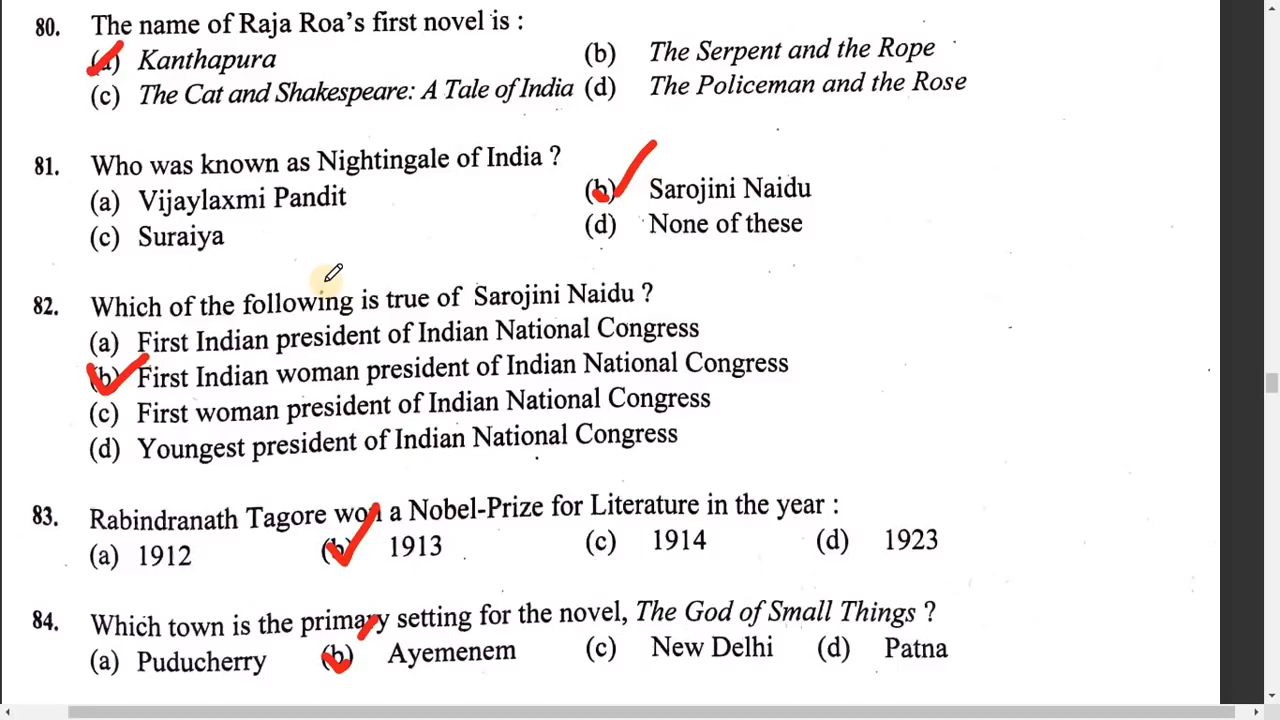 80. The name of Raja Roa's first novel is :
(a) Kanthapura (b) The Serpent and the Rope
(c) The Cat and Shakespeare: A Tale of India (d) The Policeman and the Rose
81. Who was known as Nightingale of India ?
(a) Vijaylaxmi Pandit (b) Sarojini Naidu
(c) Suraiya (d) None of these
82. Which of the following is true of Sarojini Naidu ?
(a) First Indian president of Indian National Congress
(b) First Indian woman president of Indian National Congress
(c) First woman president of Indian National Congress
(d) Youngest president of Indian National Congress
83. Rabindranath Tagore won a Nobel-Prize for Literature in the year :
(a) 1912 (b) 1913 (c) 1914 (d) 1923
84. Which town is the primary setting for the novel, The God of Small Things ?
(a) Puducherry (b) Ayemenem (c) New Delhi (d) Patna